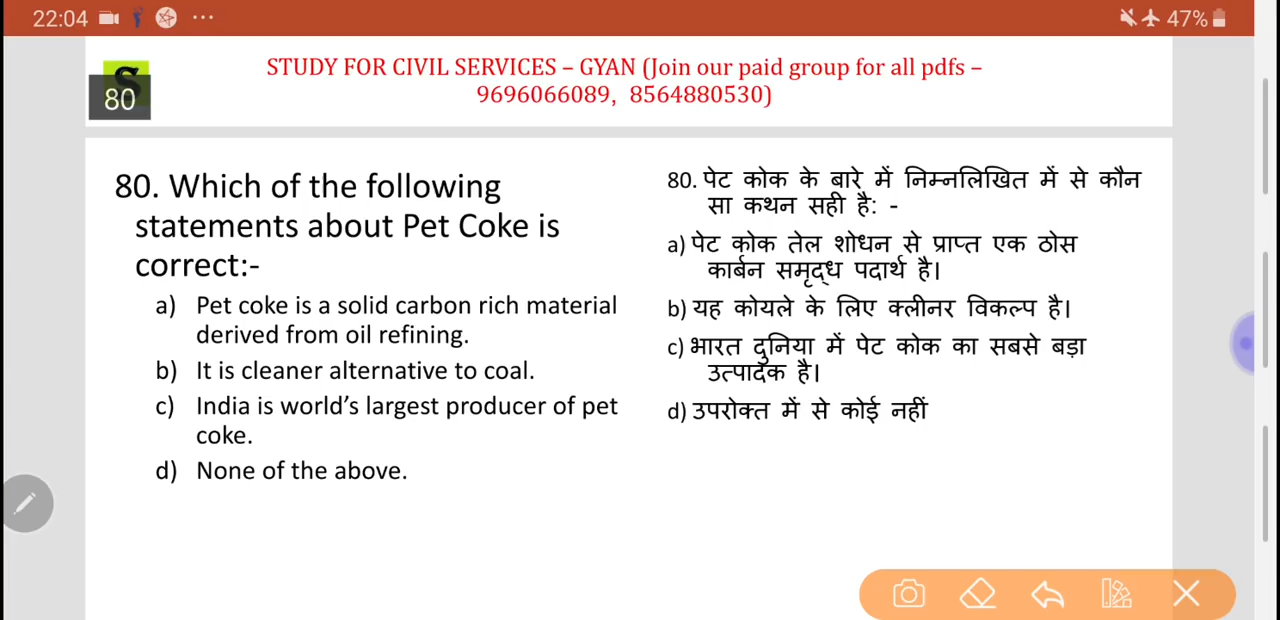 22:04 ... 47%
STUDY FOR CIVIL SERVICES – GYAN (Join our paid group for all pdfs –
9696066089, 8564880530)
S
80
80. Which of the following
statements about Pet Coke is
correct:-
a) Pet coke is a solid carbon rich material
derived from oil refining.
b) It is cleaner alternative to coal.
c) India is world’s largest producer of pet
coke.
d) None of the above.
80. पेट कोक के बारे में निम्नलिखित में से कौन
सा कथन सही है: -
a) पेट कोक तेल शोधन से प्राप्त एक ठोस
कार्बन समृद्ध पदार्थ है।
b) यह कोयले के लिए क्लीनर विकल्प है।
c) भारत दुनिया में पेट कोक का सबसे बड़ा
उत्पादक है।
d) उपरोक्त में से कोई नहीं